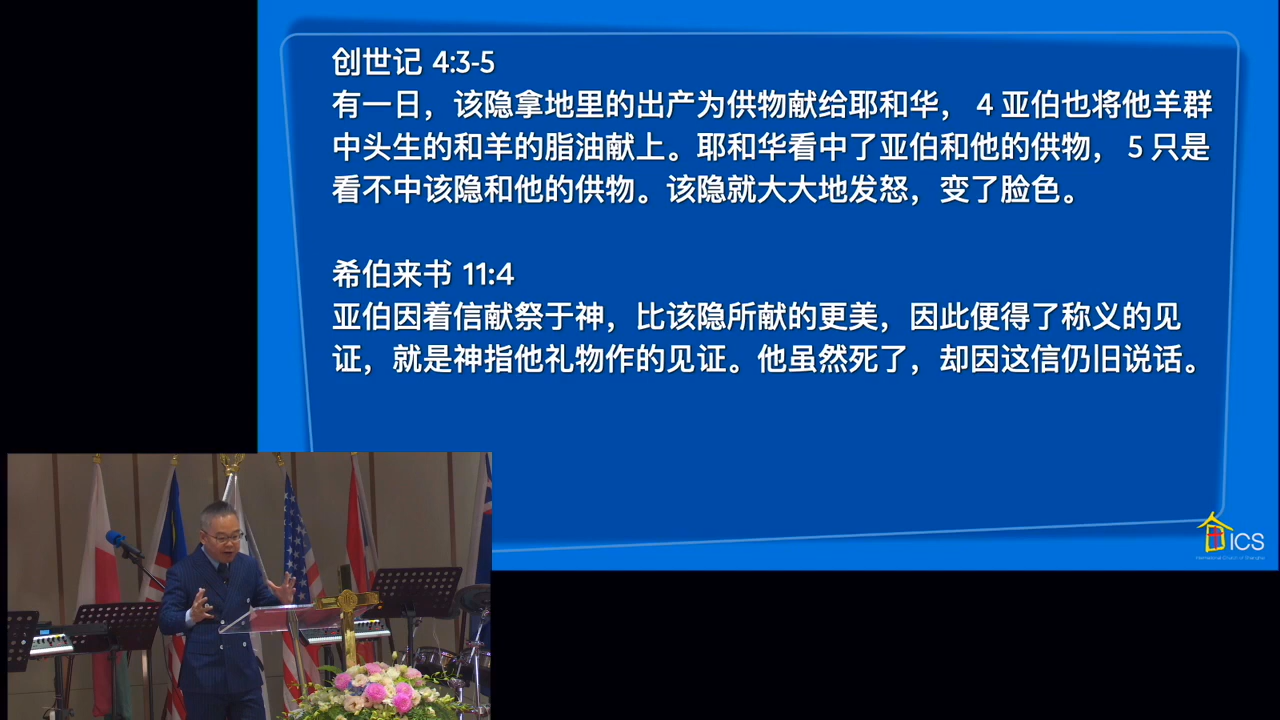 创世记 4:3-5
有一日，该隐拿地里的出产为供物献给耶和华， 4 亚伯也将他羊群
中头生的和羊的脂油献上。耶和华看中了亚伯和他的供物， 5 只是
看不中该隐和他的供物。该隐就大大地发怒，变了脸色。
希伯来书 11:4
亚伯因着信献祭于神，比该隐所献的更美，因此便得了称义的见
证，就是神指他礼物作的见证。他虽然死了，却因这信仍旧说话。
ICS
International Church of Shanghai